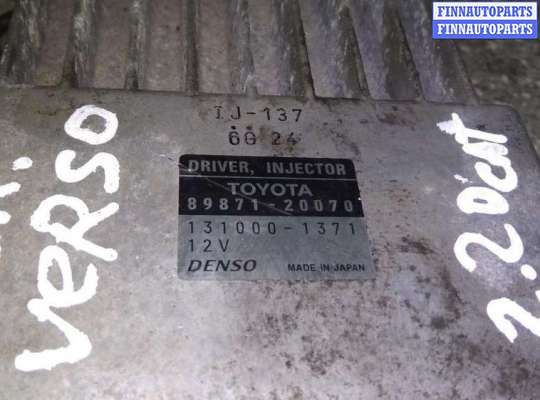 FINNAUTOPARTS
FINNAUTOPARTS
IJ-137
6G 24
DRIVER, INJECTOR
TOYOTA
89871-20070
131000-1371
12V
DENSO MADE IN JAPAN
VERSO
2.2DCAT